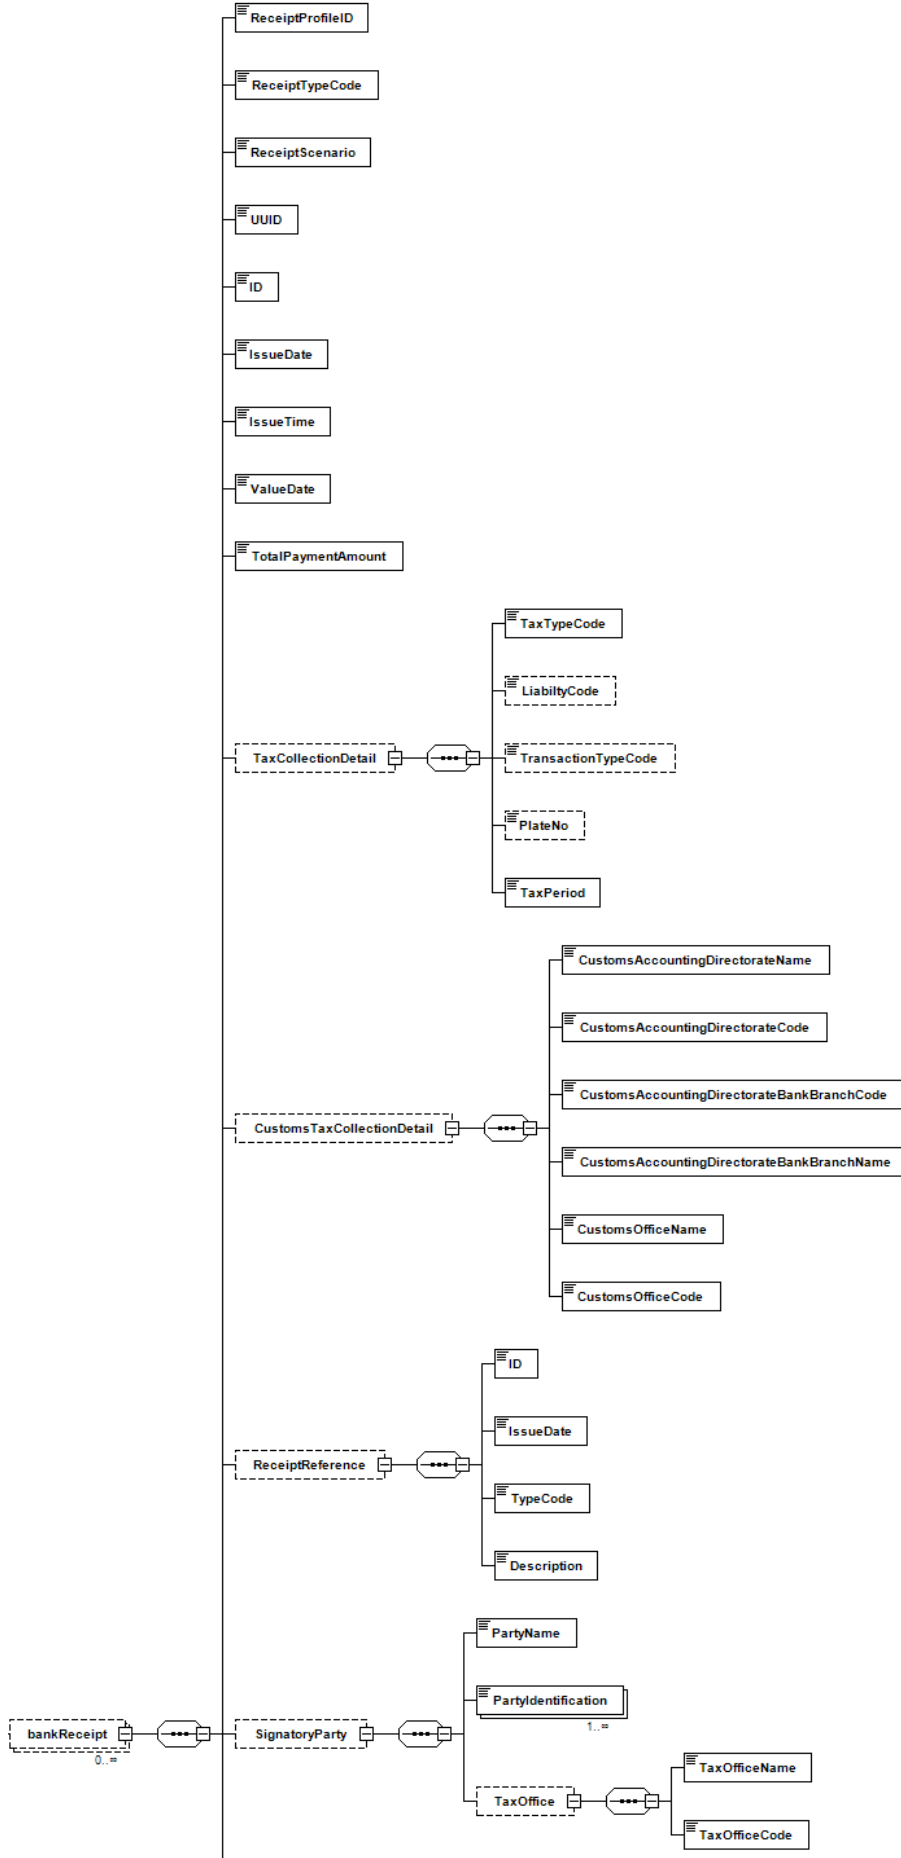 ReceiptProfileID
ReceiptTypeCode
ReceiptScenario
UUID
ID
IssueDate
IssueTime
ValueDate
TotalPaymentAmount
TaxCollectionDetail
TaxTypeCode
LiabiltyCode
TransactionTypeCode
PlateNo
TaxPeriod
CustomsTaxCollectionDetail
CustomsAccountingDirectorateName
CustomsAccountingDirectorateCode
CustomsAccountingDirectorateBankBranchCode
CustomsAccountingDirectorateBankBranchName
CustomsOfficeName
CustomsOfficeCode
ReceiptReference
ID
IssueDate
TypeCode
Description
bankReceipt
0..∞
SignatoryParty
PartyName
PartyIdentification
1..∞
TaxOffice
TaxOfficeName
TaxOfficeCode